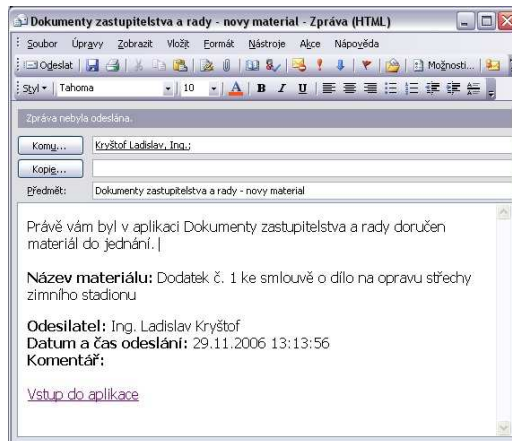 Dokumenty zastupitelstva a rady - novy material - Zpráva (HTML)
Soubor Úpravy Zobrazit Vložit Formát Nástroje Akce Nápověda
Odeslat Možnosti...
Styl Tahoma 10 A B I U
Zpráva nebyla odeslána.
Komu... Kryštof Ladislav, Ing.;
Kopie...
Předmět: Dokumenty zastupitelstva a rady - novy material
Právě vám byl v aplikaci Dokumenty zastupitelstva a rady doručen
materiál do jednání.
Název materiálu: Dodatek č. 1 ke smlouvě o dílo na opravu střechy
zimního stadionu
Odesilatel: Ing. Ladislav Kryštof
Datum a čas odeslání: 29.11.2006 13:13:56
Komentář:
Vstup do aplikace